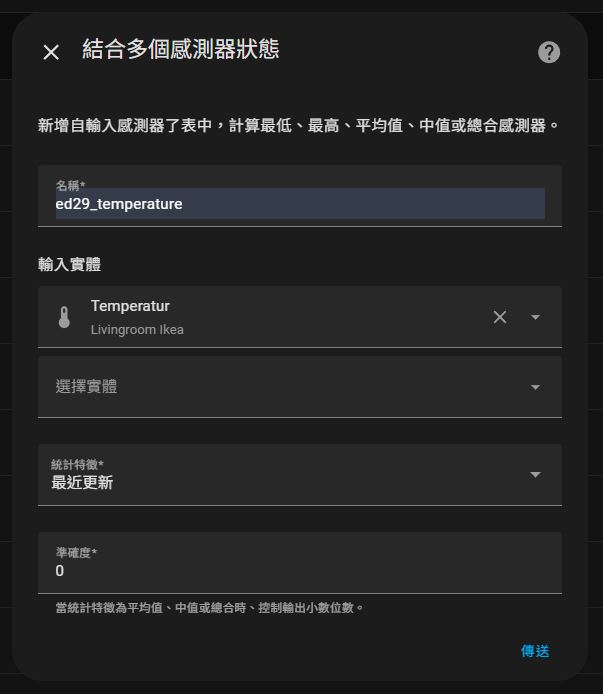 結合多個感測器狀態
新增自輸入感測器了表中，計算最低、最高、平均值、中值或總合感測器。
名稱*
ed29_temperature
輸入實體
Temperatur
Livingroom Ikea
選擇實體
統計特徵*
最近更新
準確度*
0
當統計特徵為平均值、中值或總合時、控制輸出小數位數。
傳送